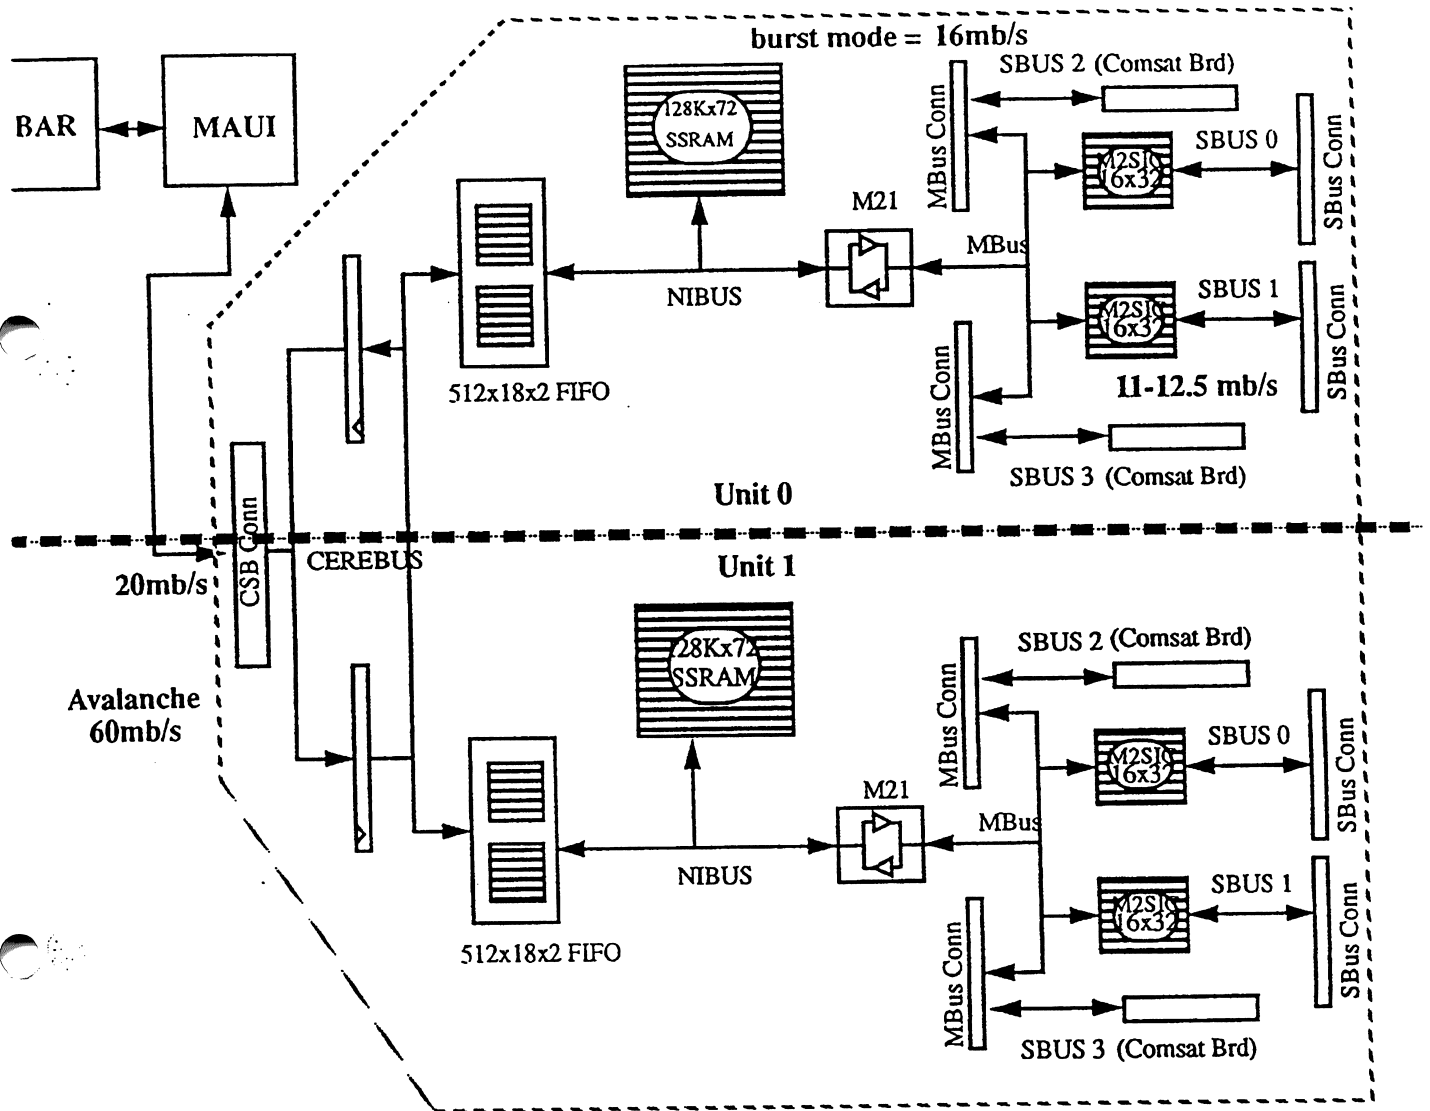 burst mode = 16mb/s
SBUS 2 (Comsat Brd)
BAR
MAUI
128Kx72
SSRAM
MBus Conn
M2SIC
16x32
SBUS 0
SBus Conn
M21
MBus
NIBUS
M2SIC
16x32
SBUS 1
SBus Conn
512x18x2 FIFO
MBus Conn
11-12.5 mb/s
SBUS 3 (Comsat Brd)
Unit 0
CSB Conn
CEREBUS
Unit 1
20mb/s
Avalanche
60mb/s
128Kx72
SSRAM
SBUS 2 (Comsat Brd)
MBus Conn
M2SIC
16x32
SBUS 0
SBus Conn
M21
MBus
NIBUS
M2SIC
16x32
SBUS 1
SBus Conn
512x18x2 FIFO
MBus Conn
SBUS 3 (Comsat Brd)